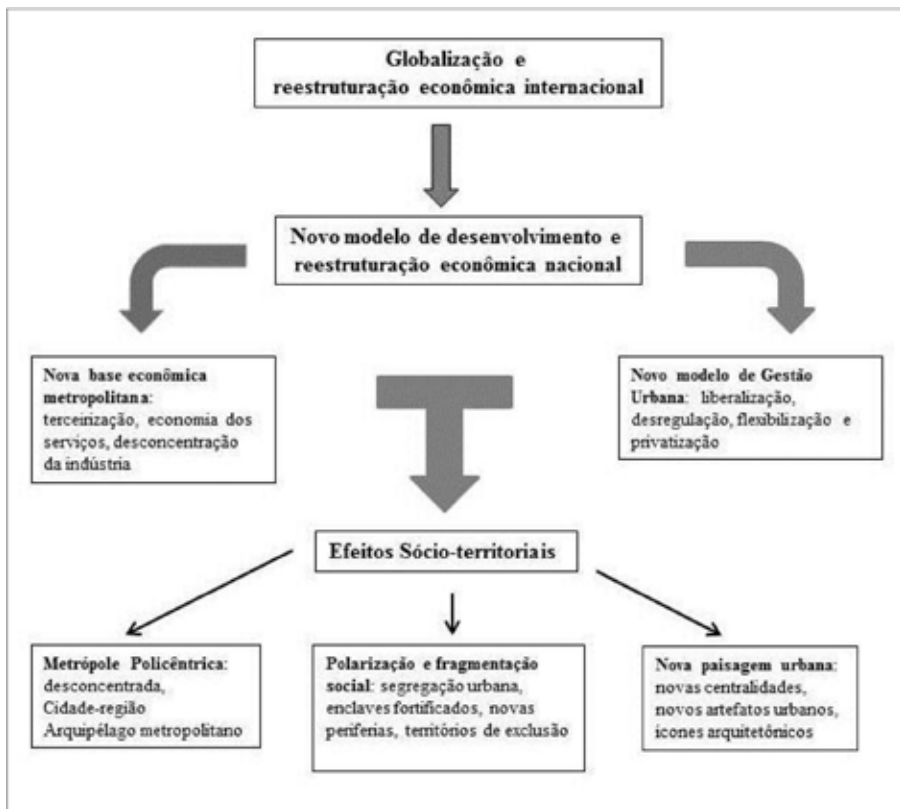 Globalização e
reestruturação econômica internacional
Novo modelo de desenvolvimento e
reestruturação econômica nacional
Nova base econômica
metropolitana:
terceirização, economia dos
serviços, desconcentração
da indústria
Novo modelo de Gestão
Urbana: liberalização,
desregulação, flexibilização e
privatização
Efeitos Sócio-territoriais
Metrópole Policêntrica:
desconcentrada,
Cidade-região
Arquipélago metropolitano
Polarização e fragmentação
social: segregação urbana,
enclaves fortificados, novas
periferias, territórios de exclusão
Nova paisagem urbana:
novas centralidades,
novos artefatos urbanos,
ícones arquitetônicos